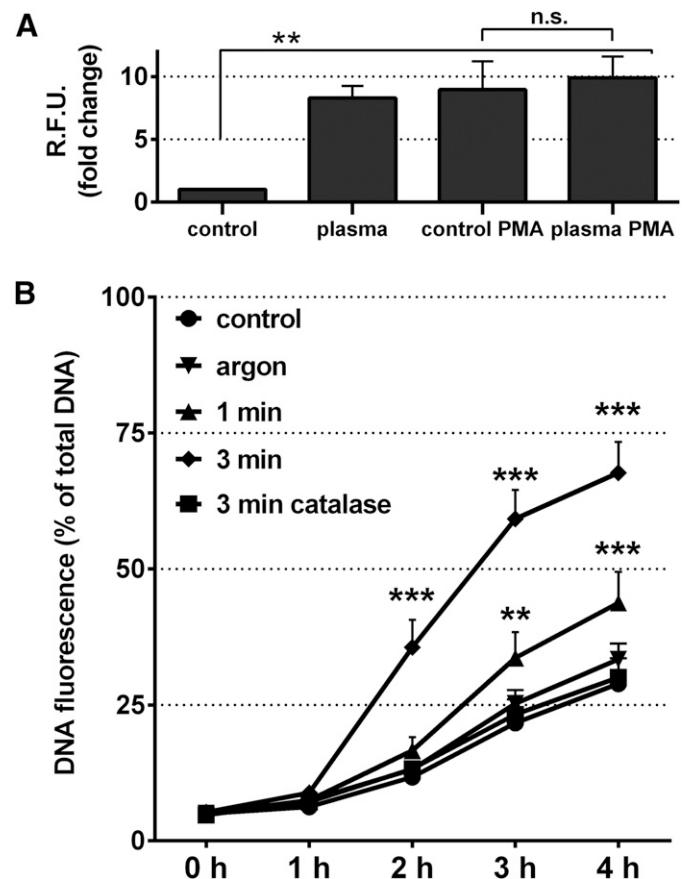 A
n.s.
**
R.F.U.
(fold change)
10
5
0
control plasma control PMA plasma PMA
B
DNA fluorescence (% of total DNA)
100
75
50
25
0
control
argon
1 min
3 min
3 min catalase
***
***
***
***
**
0 h 1 h 2 h 3 h 4 h